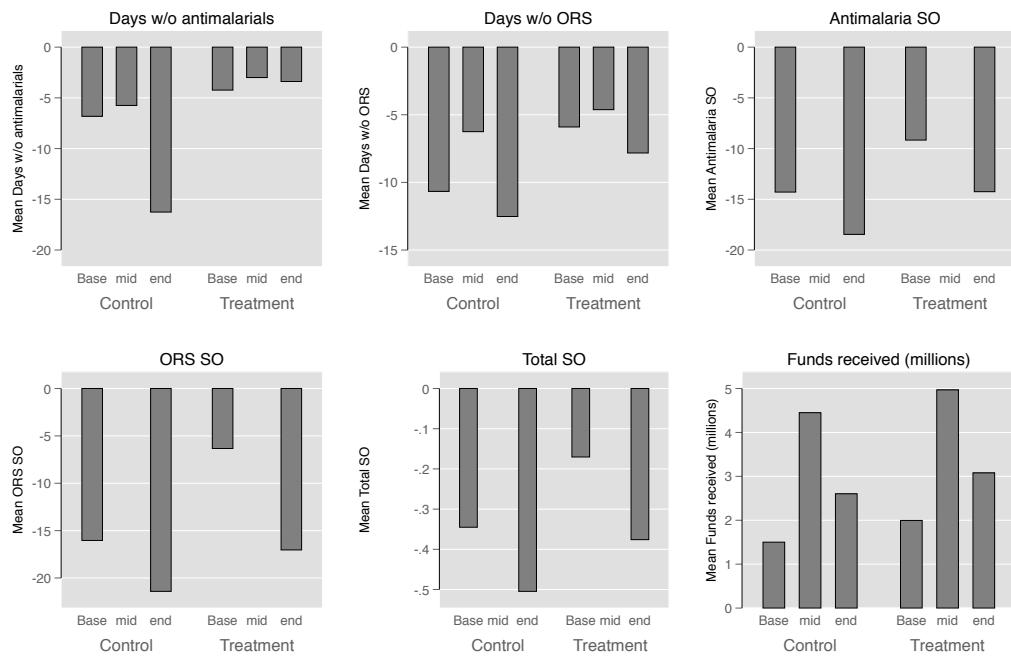 Days w/o antimalarials
Mean Days w/o antimalarials
0
-5
-10
-15
-20
Base mid end Base mid end
Control Treatment
Days w/o ORS
Mean Days w/o ORS
0
-5
-10
-15
Base mid end Base mid end
Control Treatment
Antimalaria SO
Mean Antimalaria SO
0
-5
-10
-15
-20
Base mid end Base mid end
Control Treatment
ORS SO
Mean ORS SO
0
-5
-10
-15
-20
Base mid end Base mid end
Control Treatment
Total SO
Mean Total SO
0
-.1
-.2
-.3
-.4
-.5
Base mid end Base mid end
Control Treatment
Funds received (millions)
Mean Funds received (millions)
5
4
3
2
1
0
Base mid end Base mid end
Control Treatment